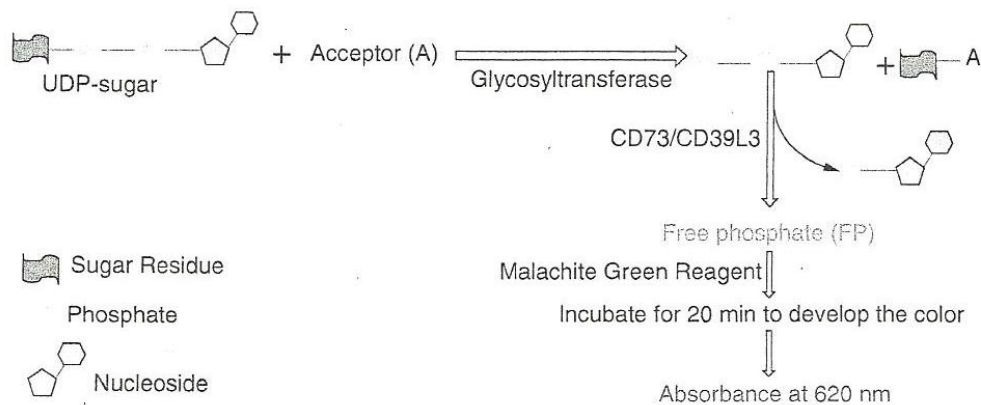 UDP-sugar
+
Acceptor (A)
Glycosyltransferase
+
A
CD73/CD39L3
Free phosphate (FP)
Malachite Green Reagent
Incubate for 20 min to develop the color
Absorbance at 620 nm
Sugar Residue
Phosphate
Nucleoside